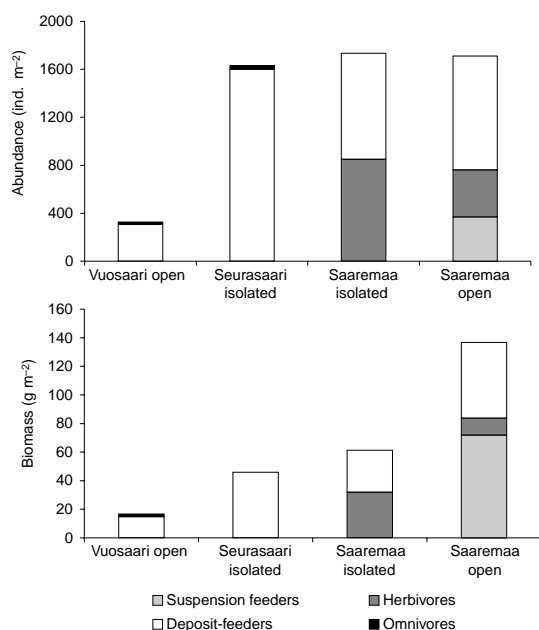 Abundance (ind. m⁻²)
2000
1600
1200
800
400
0
Vuosaari open
Seurasaari
isolated
Saaremaa
isolated
Saaremaa
open
Biomass (g m⁻²)
160
140
120
100
80
60
40
20
0
Vuosaari open
Seurasaari
isolated
Saaremaa
isolated
Saaremaa
open
Suspension feeders
Herbivores
Deposit-feeders
Omnivores